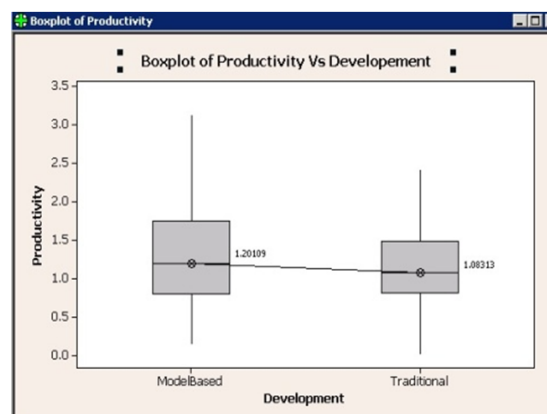 Boxplot of Productivity
Boxplot of Productivity Vs Developement
3.5
3.0
2.5
2.0
1.5
1.0
0.5
0.0
Productivity
1.20109
1.08313
ModelBased
Traditional
Development